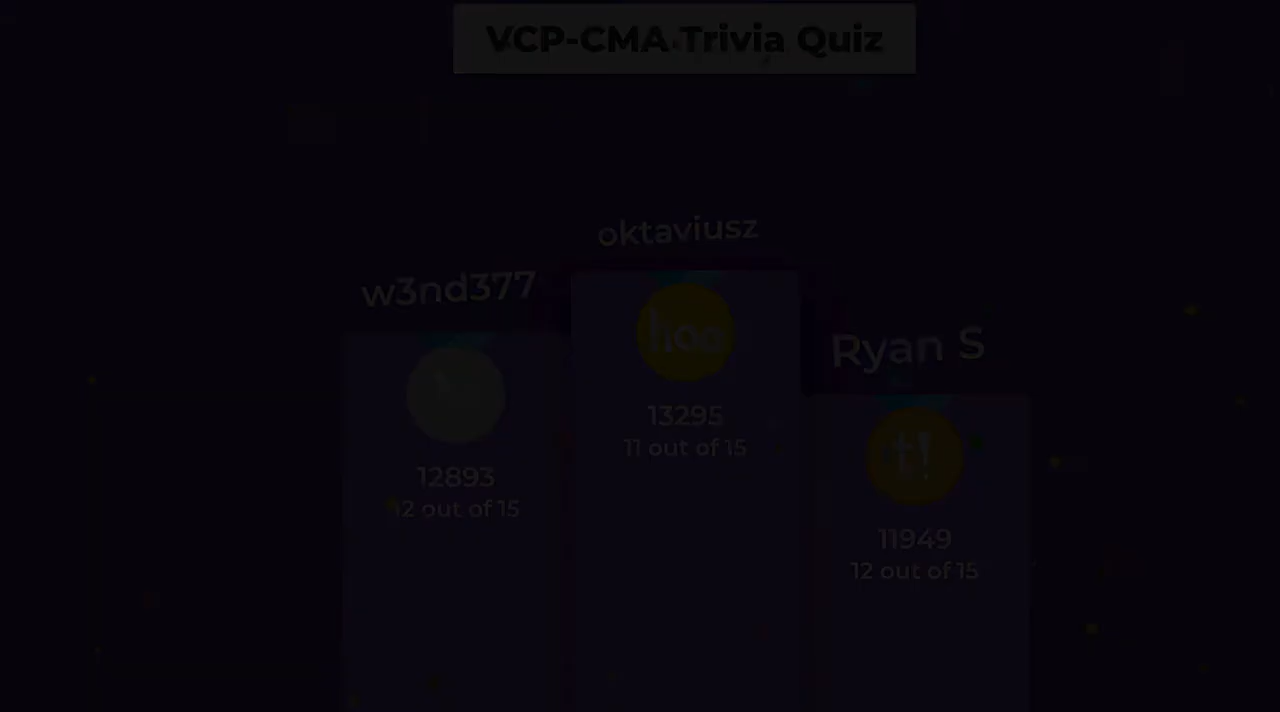 VCP-CMA Trivia Quiz
oktaviusz
w3nd377
Ryan S
13295
11 out of 15
12893
12 out of 15
11949
12 out of 15